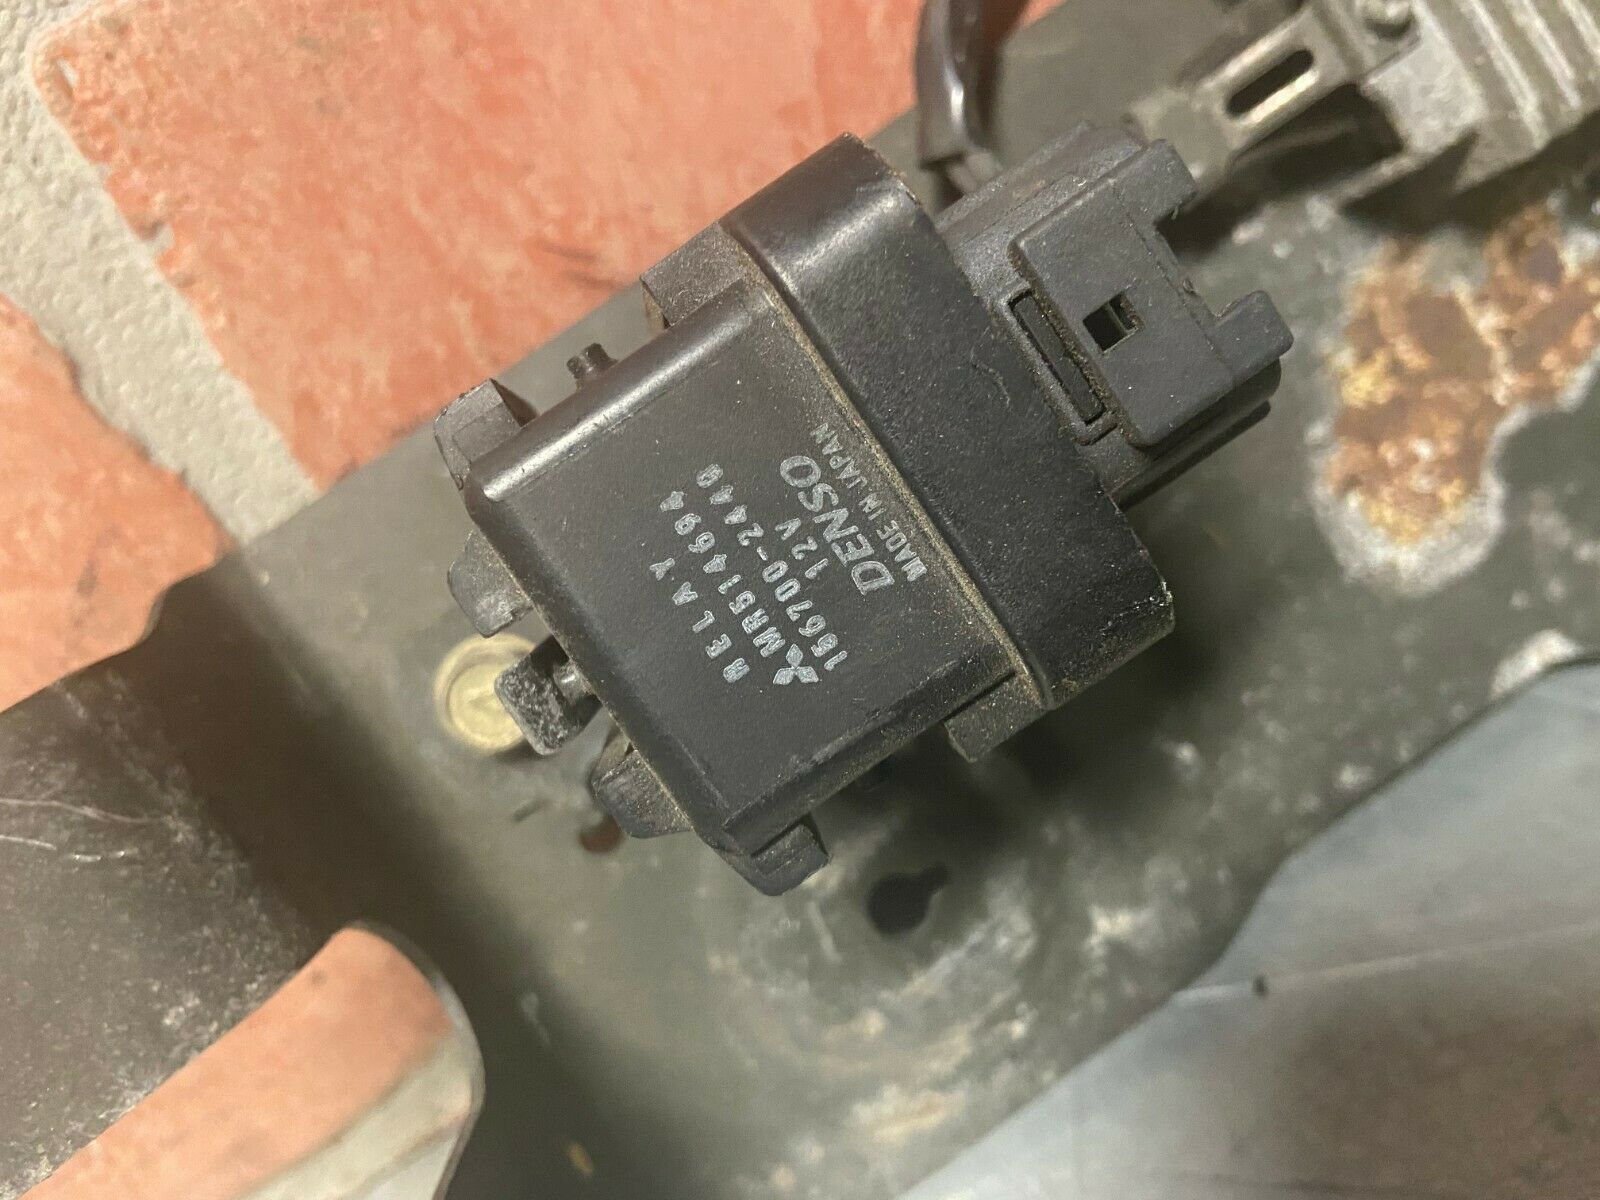 RELAY
MR514694
156700-2440
12V
DENSO
MADE IN JAPAN